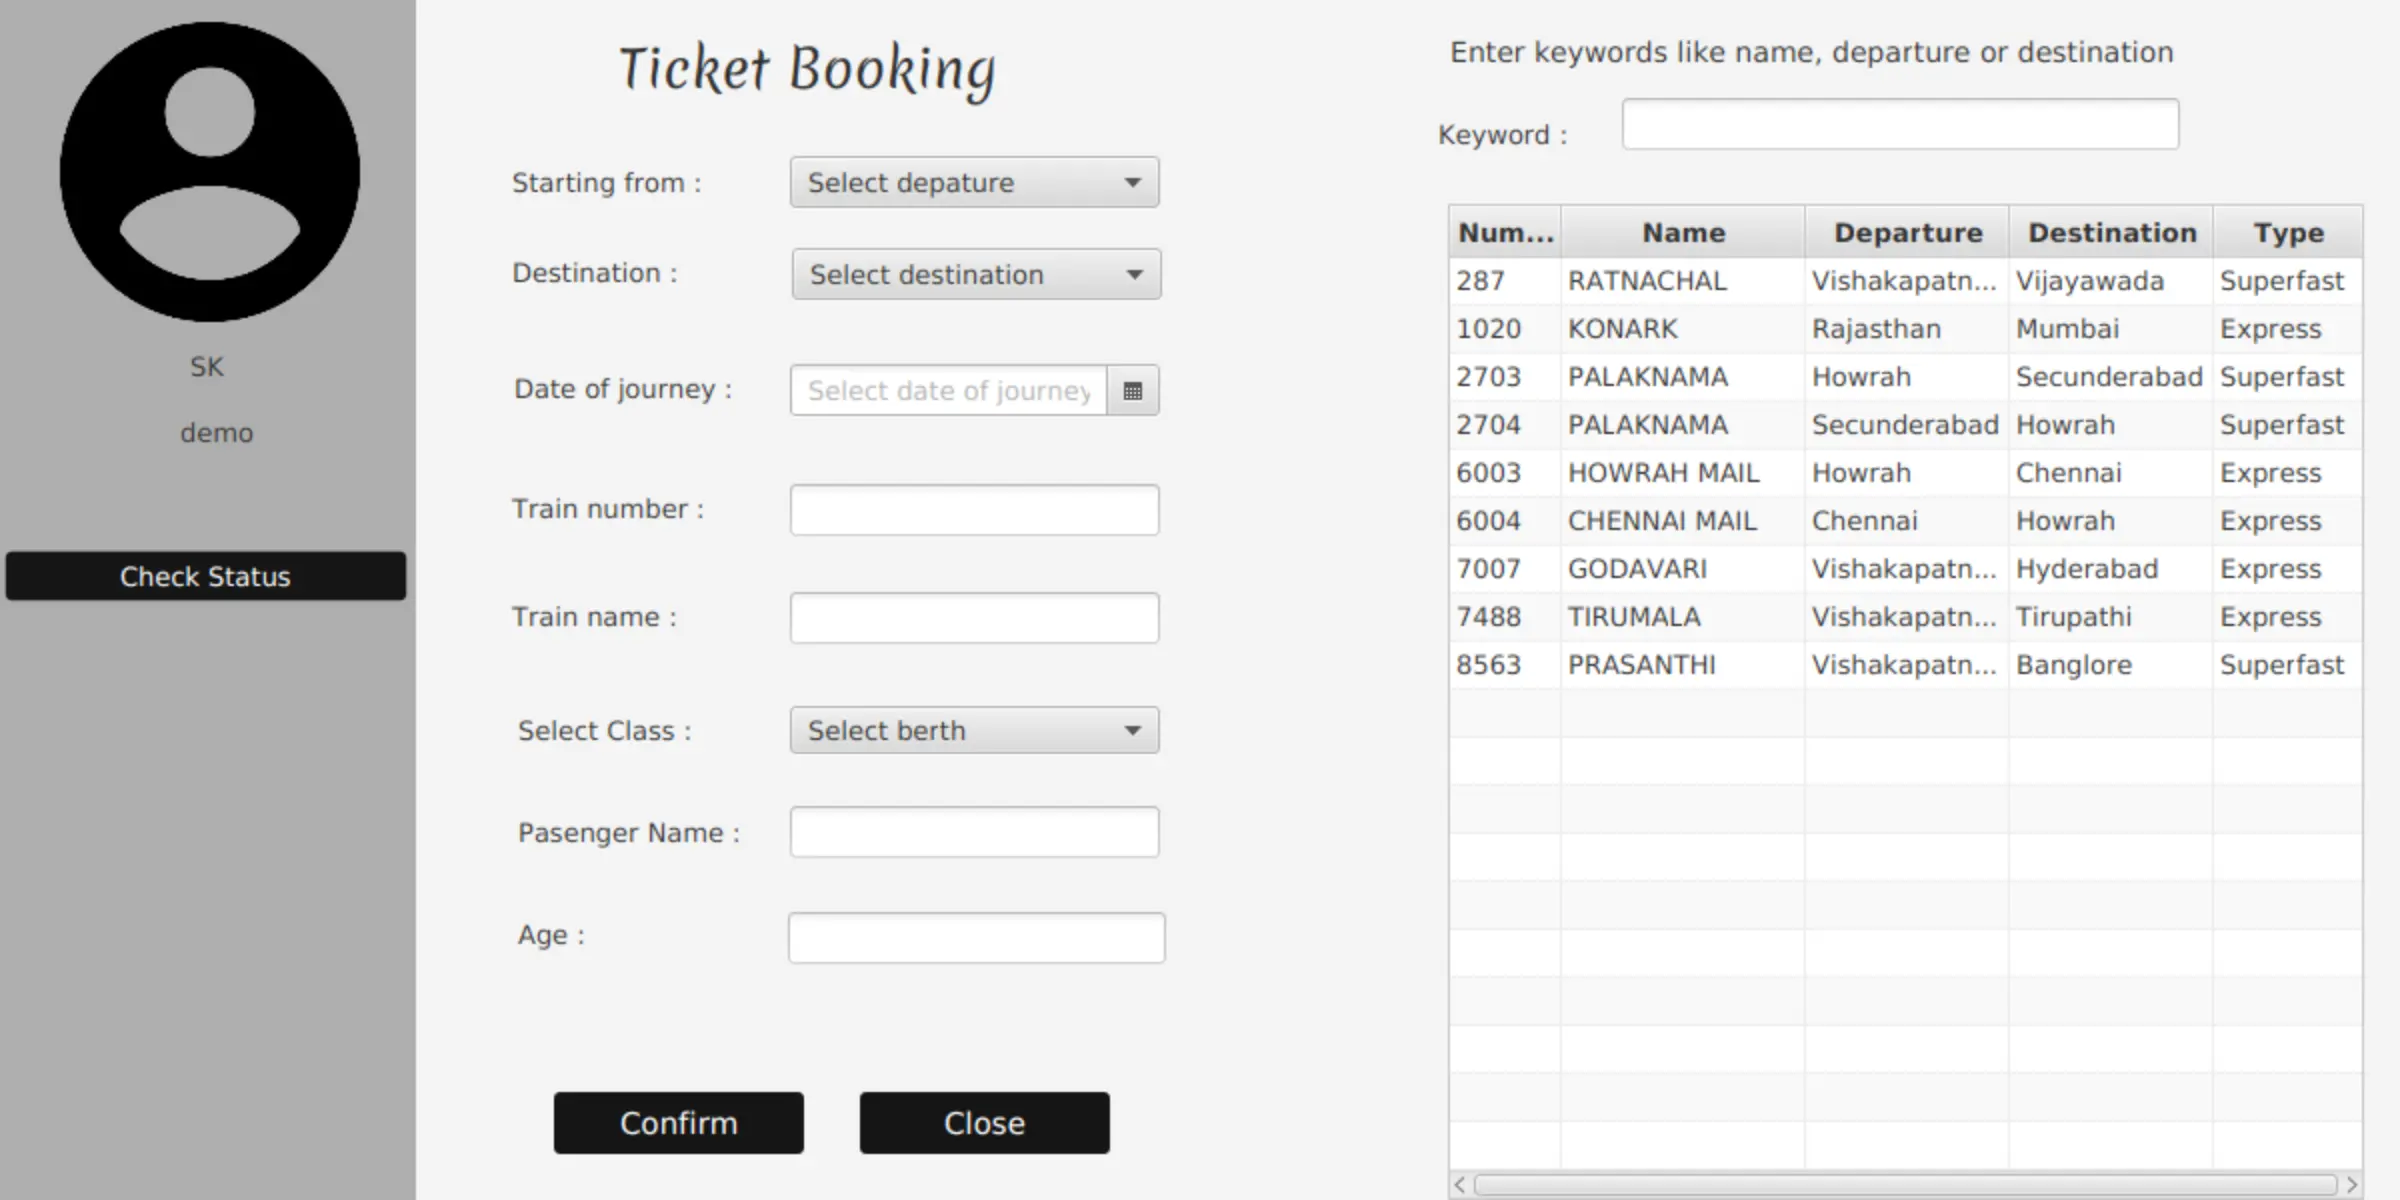 SK
demo
Check Status
Ticket Booking
Starting from :
Select depature
Destination :
Select destination
Date of journey :
Select date of journey
Train number :
Train name :
Select Class :
Select berth
Pasenger Name :
Age :
Confirm
Close
Enter keywords like name, departure or destination
Keyword :
Num... Name Departure Destination Type
287 RATNACHAL Vishakapatn... Vijayawada Superfast
1020 KONARK Rajasthan Mumbai Express
2703 PALAKNAMA Howrah Secunderabad Superfast
2704 PALAKNAMA Secunderabad Howrah Superfast
6003 HOWRAH MAIL Howrah Chennai Express
6004 CHENNAI MAIL Chennai Howrah Express
7007 GODAVARI Vishakapatn... Hyderabad Express
7488 TIRUMALA Vishakapatn... Tirupathi Express
8563 PRASANTHI Vishakapatn... Banglore Superfast